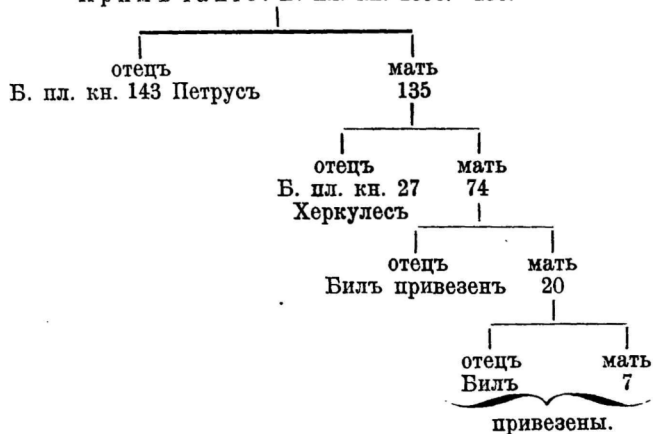 отецъ мать
Б. пл. кн. 143 Петрусъ 135
отецъ мать
Б. пл. кн. 27 74
Херкулесъ
отецъ мать
Билъ привезенъ 20
отецъ мать
Билъ 7
привезены.